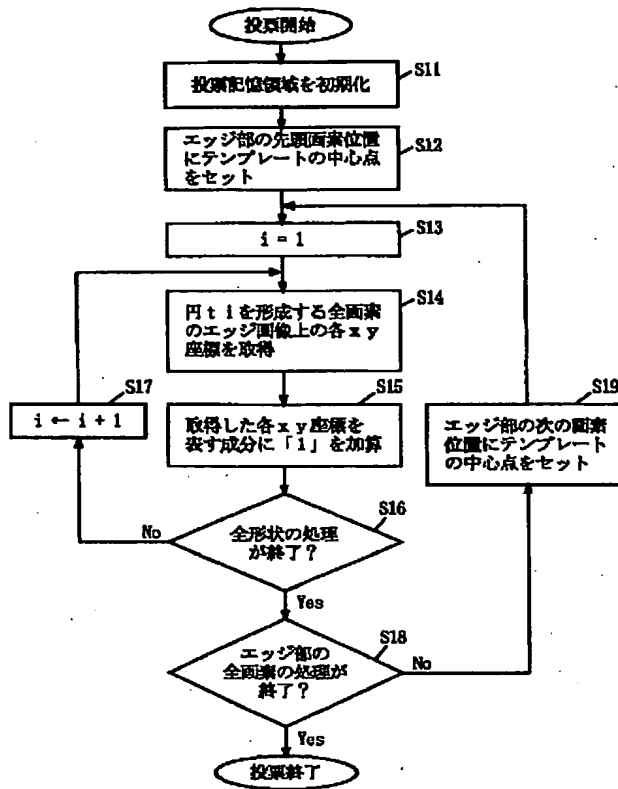 投票開始
S11
投票記憶領域を初期化
S12
エッジ部の先頭画素位置
にテンプレートの中心点
をセット
S13
i = 1
S14
円tiを形成する全画素
のエッジ画像上の各xy
座標を取得
S17
i ← i + 1
S15
取得した各xy座標を
表す成分に「1」を加算
S19
エッジ部の次の画素
位置にテンプレート
の中心点をセット
S16
全形状の処理
が終了？
No
Yes
S18
エッジ部の
全画素の処理が
終了？
No
Yes
投票終了